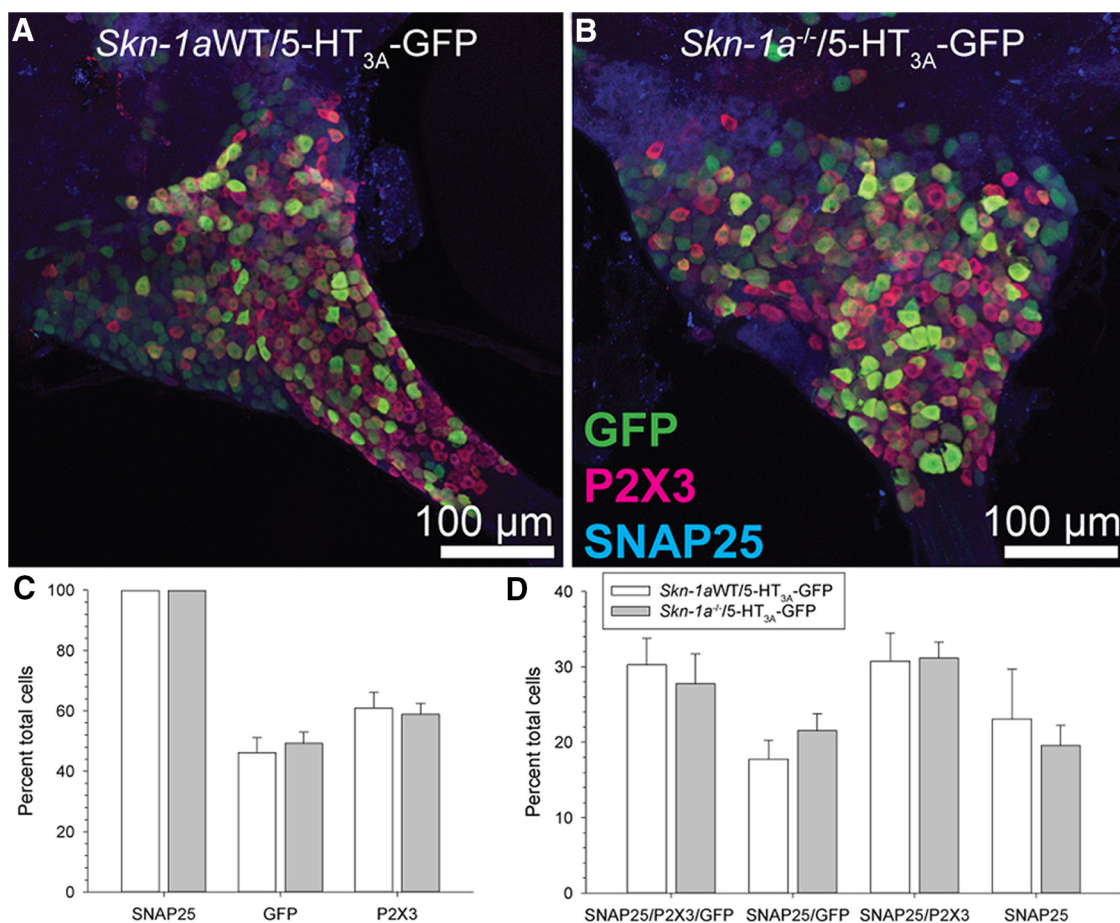 A
Skn-1aWT/5-HT3A-GFP
B
Skn-1a-/-/5-HT3A-GFP
GFP
P2X3
SNAP25
100 µm
100 µm
C
100
80
60
40
20
0
Percent total cells
SNAP25
GFP
P2X3
D
Skn-1aWT/5-HT3A-GFP
Skn-1a-/-/5-HT3A-GFP
40
30
20
10
0
Percent total cells
SNAP25/P2X3/GFP
SNAP25/GFP
SNAP25/P2X3
SNAP25